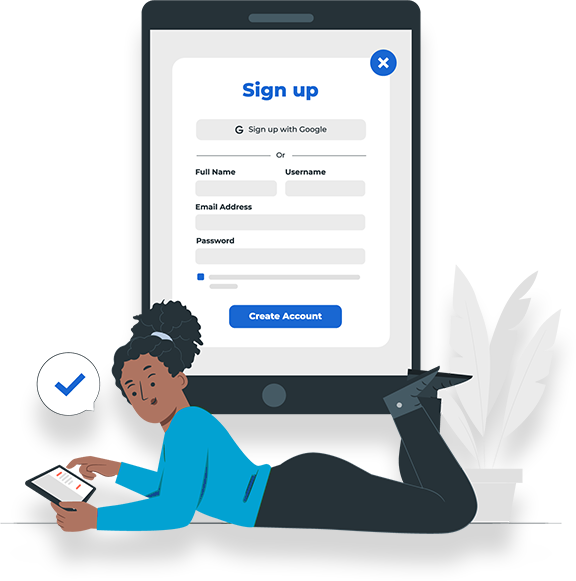 Sign up
G Sign up with Google
Or
Full Name Username
Email Address
Password
Create Account